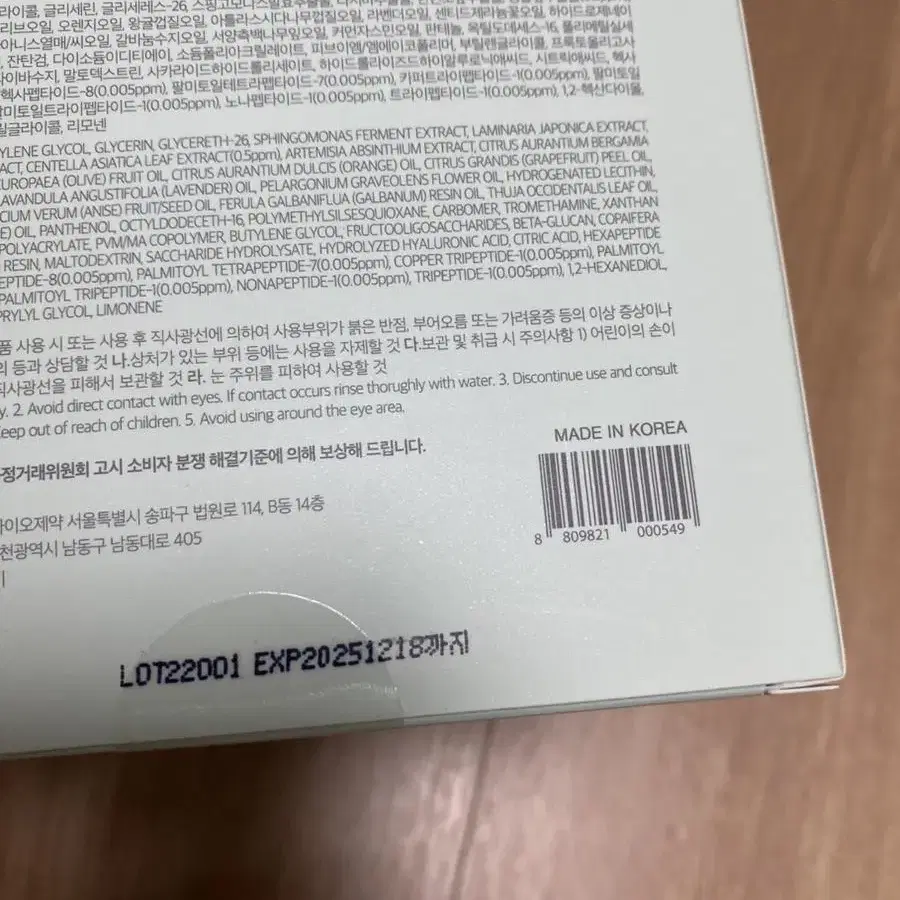 라이콜, 글리세린, 글리세레스-26, 스핑고모나스발효추출물,
리브오일, 오렌지오일, 왕귤껍질오일, 아틀라스시다나무껍질오일, 라벤더오일, 센티드제라늄꽃오일, 하이드로제네이
아니스열매/씨오일, 갈바눔수지오일, 서양측백나무잎오일, 커먼자스민오일, 판테놀, 옥틸도데세스-16, 폴리메틸실세
, 잔탄검, 다이소듐이디티에이, 소듐폴리아크릴레이트, 피브이엠/엠에이코폴리머, 부틸렌글라이콜, 프룩토올리고사
라이바수지, 말토덱스트린, 사카라이드하이드롤리세이트, 하이드롤라이즈드하이알루로닉애씨드, 시트릭애씨드, 헥사
헥사펩타이드-8(0.005ppm), 팔미토일테트라펩타이드-7(0.005ppm), 카퍼트라이펩타이드-1(0.005ppm), 팔미토일
팔미토일트라이펩타이드-1(0.005ppm), 노나펩타이드-1(0.005ppm), 트라이펩타이드-1(0.005ppm), 1,2-헥산다이올,
릴글라이콜, 리모넨
YLENE GLYCOL, GLYCERIN, GLYCERETH-26, SPHINGOMONAS FERMENT EXTRACT, LAMINARIA JAPONICA EXTRACT,
ACT, CENTELLA ASIATICA LEAF EXTRACT(0.5ppm), ARTEMISIA ABSINTHIUM EXTRACT, CITRUS AURANTIUM BERGAMIA
EUROPAEA (OLIVE) FRUIT OIL, CITRUS AURANTIUM DULCIS (ORANGE) OIL, CITRUS GRANDIS (GRAPEFRUIT) PEEL OIL,
LAVANDULA ANGUSTIFOLIA (LAVENDER) OIL, PELARGONIUM GRAVEOLENS FLOWER OIL, HYDROGENATED LECITHIN,
CIUM VERUM (ANISE) FRUIT/SEED OIL, FERULA GALBANIFLUA (GALBANUM) RESIN OIL, THUJA OCCIDENTALIS LEAF OIL,
E) OIL, PANTHENOL, OCTYLDODECETH-16, POLYMETHYLSILSESQUIOXANE, CARBOMER, TROMETHAMINE, XANTHAN
POLYACRYLATE, PVM/MA COPOLYMER, BUTYLENE GLYCOL, FRUCTOOLIGOSACCHARIDES, BETA-GLUCAN, COPAIFERA
RESIN, MALTODEXTRIN, SACCHARIDE HYDROLYSATE, HYDROLYZED HYALURONIC ACID, CITRIC ACID, HEXAPEPTIDE
EPTIDE-8(0.005ppm), PALMITOYL TETRAPEPTIDE-7(0.005ppm), COPPER TRIPEPTIDE-1(0.005ppm), PALMITOYL
PALMITOYL TRIPEPTIDE-1(0.005ppm), NONAPEPTIDE-1(0.005ppm), TRIPEPTIDE-1(0.005ppm), 1,2-HEXANEDIOL,
PRYLYL GLYCOL, LIMONENE
품 사용 시 또는 사용 후 직사광선에 의하여 사용부위가 붉은 반점, 부어오름 또는 가려움증 등의 이상 증상이나
의 등과 상담할 것 나.상처가 있는 부위 등에는 사용을 자제할 것 다.보관 및 취급 시 주의사항 1) 어린이의 손이
직사광선을 피해서 보관할 것 라. 눈 주위를 피하여 사용할 것
y. 2. Avoid direct contact with eyes. If contact occurs rinse thorughly with water. 3. Discontinue use and consult
Keep out of reach of children. 5. Avoid using around the eye area.
정거래위원회 고시 소비자 분쟁 해결기준에 의해 보상해 드립니다.
MADE IN KOREA
바이오제약 서울특별시 송파구 법원로 114, B동 14층
천광역시 남동구 남동대로 405
8 809821 000549
LOT22001 EXP20251218까지